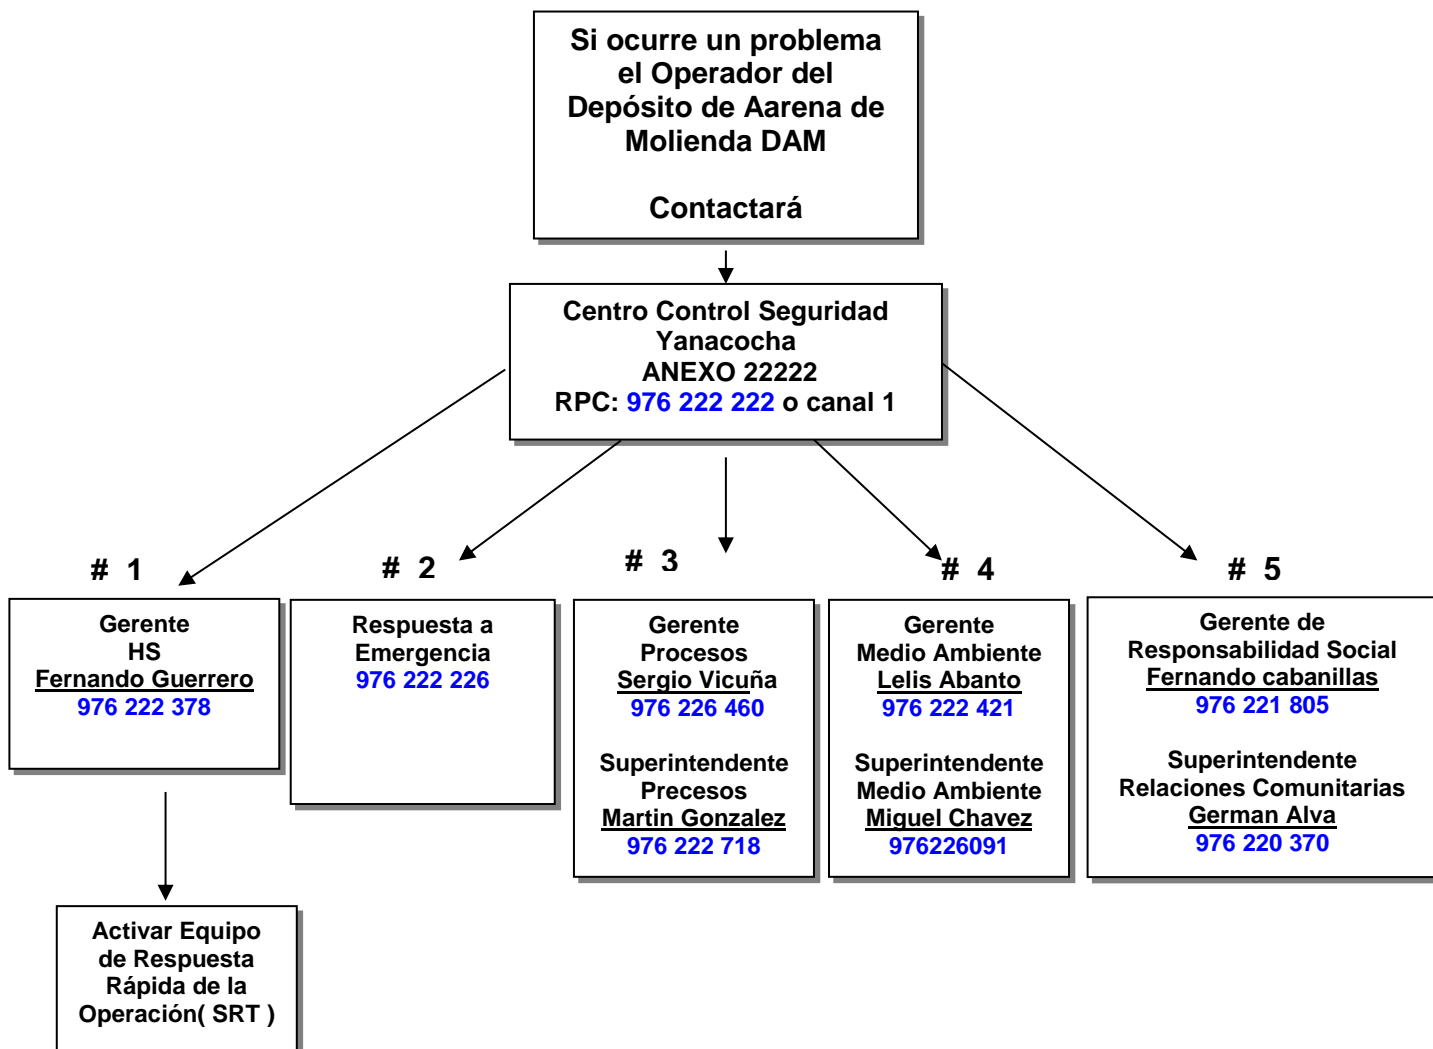 Si ocurre un problema
el Operador del
Depósito de Aarena de
Molienda DAM
Contactará
Centro Control Seguridad
Yanacocha
ANEXO 22222
RPC: 976 222 222 o canal 1
# 1
Gerente
HS
Fernando Guerrero
976 222 378
# 2
Respuesta a
Emergencia
976 222 226
# 3
Gerente
Procesos
Sergio Vicuña
976 226 460
Superintendente
Precesos
Martin Gonzalez
976 222 718
# 4
Gerente
Medio Ambiente
Lelis Abanto
976 222 421
Superintendente
Medio Ambiente
Miguel Chavez
976226091
# 5
Gerente de
Responsabilidad Social
Fernando cabanillas
976 221 805
Superintendente
Relaciones Comunitarias
German Alva
976 220 370
Activar Equipo
de Respuesta
Rápida de la
Operación( SRT )